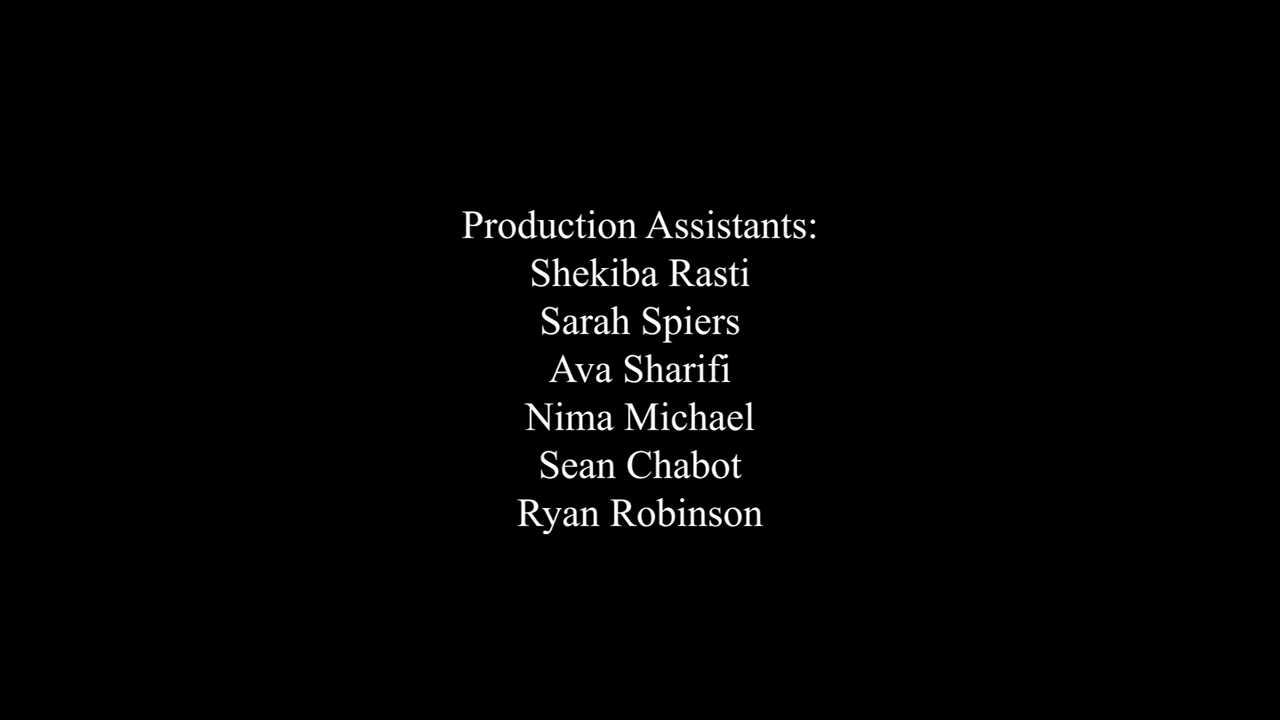 Production Assistants:
Shekiba Rasti
Sarah Spiers
Ava Sharifi
Nima Michael
Sean Chabot
Ryan Robinson